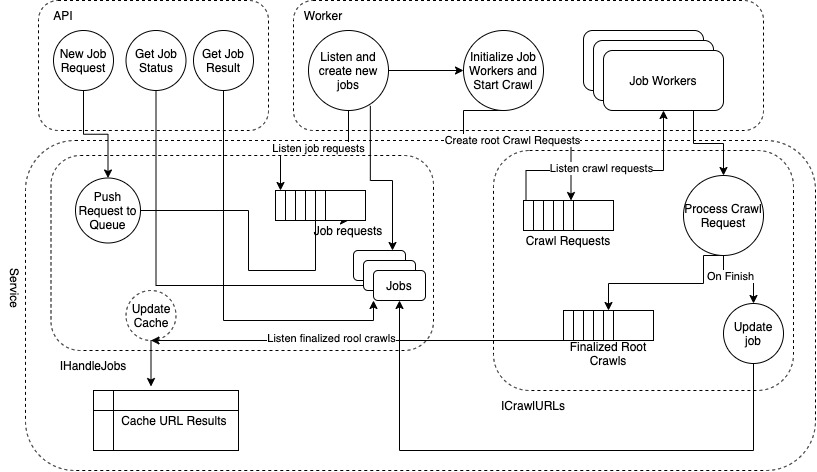 API
Worker
New Job
Request
Get Job
Status
Get Job
Result
Listen and
create new
jobs
Initialize Job
Workers and
Start Crawl
Job Workers
Listen job requests
Create root Crawl Requests
Listen crawl requests
Push
Request to
Queue
Job requests
Crawl Requests
Process Crawl
Request
Jobs
On Finish
Service
Update
Cache
Listen finalized rool crawls
Finalized Root
Crawls
Update
job
IHandleJobs
ICrawlURLs
Cache URL Results